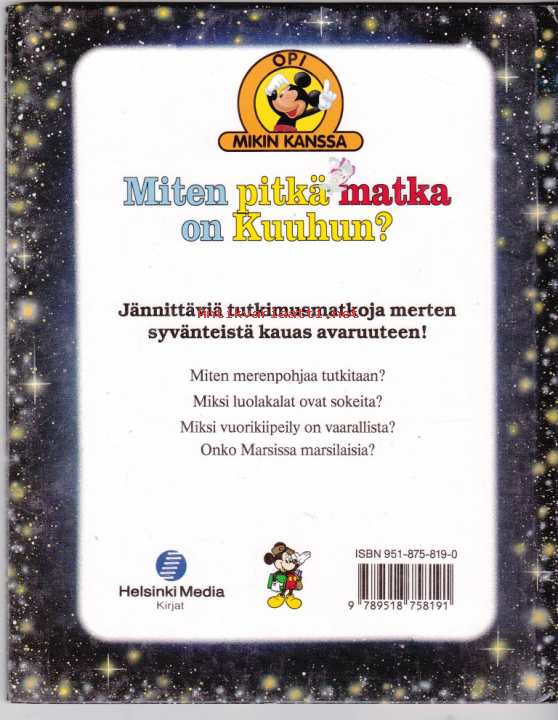 OPI
MIKIN KANSSA
Miten pitkä matka
on Kuuhun?
Jännittäviä tutkimusmatkoja merten
Antikvariaatti.net
syvänteistä kauas avaruuteen!
Miten merenpohjaa tutkitaan?
Miksi luolakalat ovat sokeita?
Miksi vuorikiipeily on vaarallista?
Onko Marsissa marsilaisia?
Helsinki Media
Kirjat
ISBN 951-875-819-0
9 789518 758191